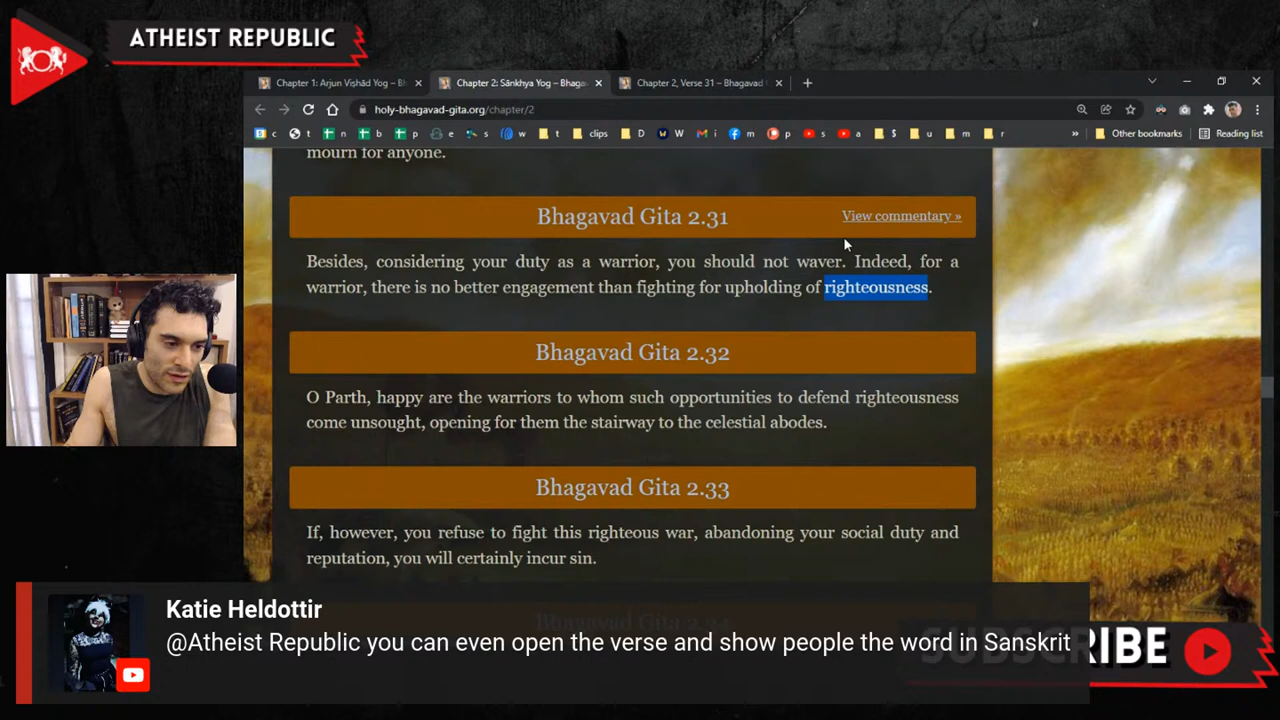 ATHEIST REPUBLIC
Chapter 1: Arjun Viṣhād Yog – Bh
Chapter 2: Sānkhya Yog – Bhaga
Chapter 2, Verse 31 – Bhagavad
holy-bhagavad-gita.org/chapter/2
c t n b p e s w t clips D W i m p s a $ u m r » Other bookmarks Reading list
mourn for anyone.
Bhagavad Gita 2.31
View commentary »
Besides, considering your duty as a warrior, you should not waver. Indeed, for a
warrior, there is no better engagement than fighting for upholding of righteousness.
Bhagavad Gita 2.32
O Parth, happy are the warriors to whom such opportunities to defend righteousness
come unsought, opening for them the stairway to the celestial abodes.
Bhagavad Gita 2.33
If, however, you refuse to fight this righteous war, abandoning your social duty and
reputation, you will certainly incur sin.
Katie Heldottir
@Atheist Republic you can even open the verse and show people the word in Sanskrit
SUBSCRIBE